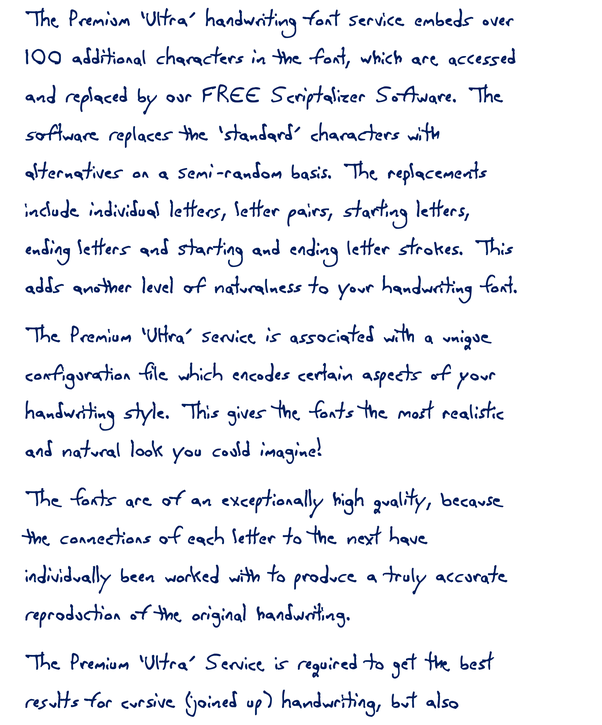 The Premium 'Ultra' handwriting font service embeds over
100 additional characters in the font, which are accessed
and replaced by our FREE Scriptalizer Software. The
software replaces the 'standard' characters with
alternatives on a semi-random basis. The replacements
include individual letters, letter pairs, starting letters,
ending letters and starting and ending letter strokes. This
adds another level of naturalness to your handwriting font.
The Premium 'Ultra' service is associated with a unique
configuration file which encodes certain aspects of your
handwriting style. This gives the fonts the most realistic
and natural look you could imagine!
The fonts are of an exceptionally high quality, because
the connections of each letter to the next have
individually been worked with to produce a truly accurate
reproduction of the original handwriting.
The Premium 'Ultra' Service is required to get the best
results for cursive (joined up) handwriting, but also